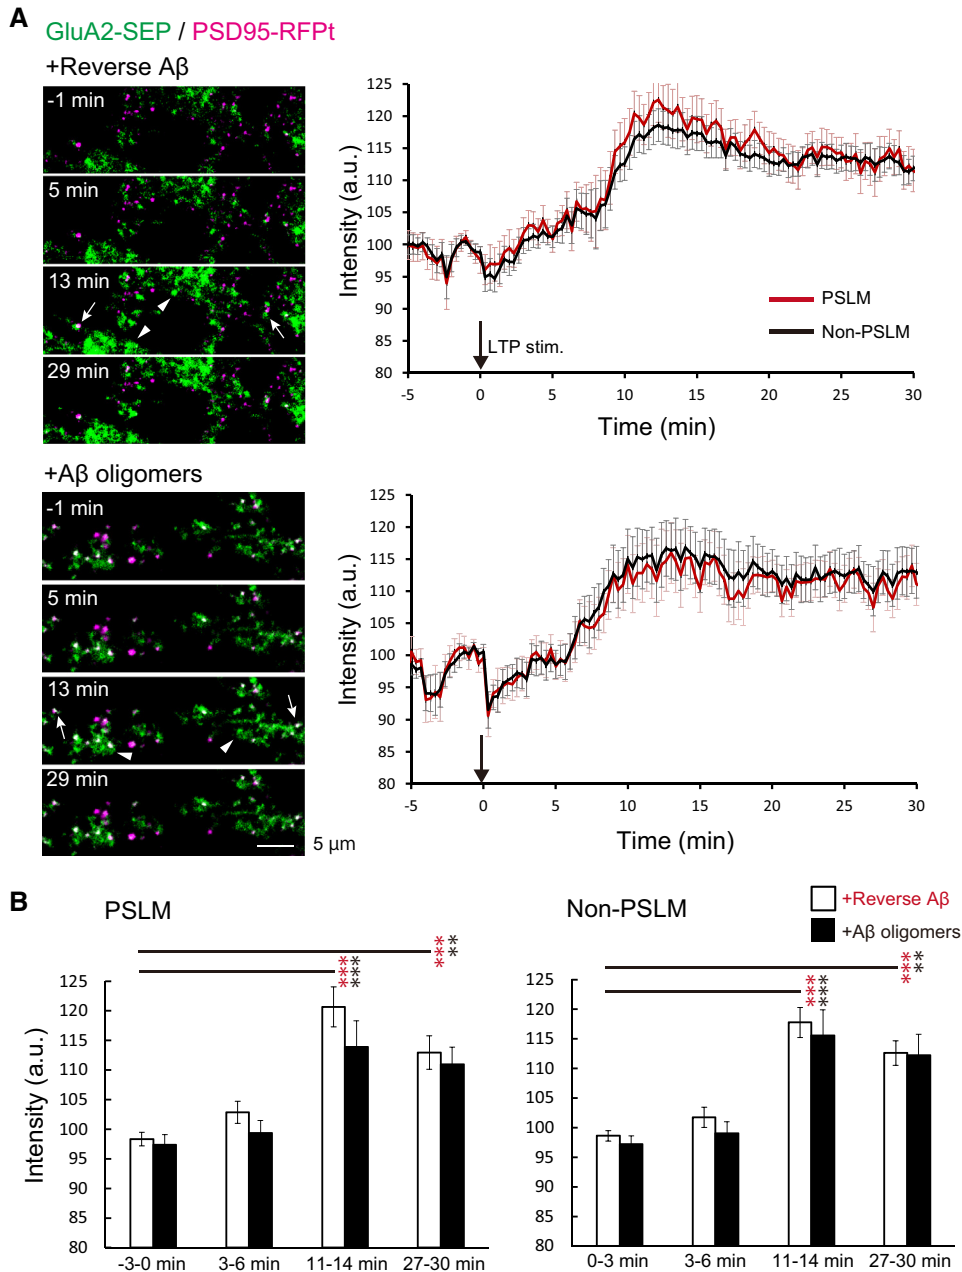 A
GluA2-SEP / PSD95-RFPt
+Reverse Aβ
-1 min
5 min
13 min
29 min
Intensity (a.u.)
125
120
115
110
105
100
95
90
85
80
PSLM
Non-PSLM
LTP stim.
-5 0 5 10 15 20 25 30
Time (min)
+Aβ oligomers
-1 min
5 min
13 min
29 min
5 µm
Intensity (a.u.)
125
120
115
110
105
100
95
90
85
80
-5 0 5 10 15 20 25 30
Time (min)
B
PSLM
*** ***
*** **
Intensity (a.u.)
125
120
115
110
105
100
95
90
85
80
-3-0 min 3-6 min 11-14 min 27-30 min
Non-PSLM
+Reverse Aβ
+Aβ oligomers
*** ***
*** **
125
120
115
110
105
100
95
90
85
80
0-3 min 3-6 min 11-14 min 27-30 min